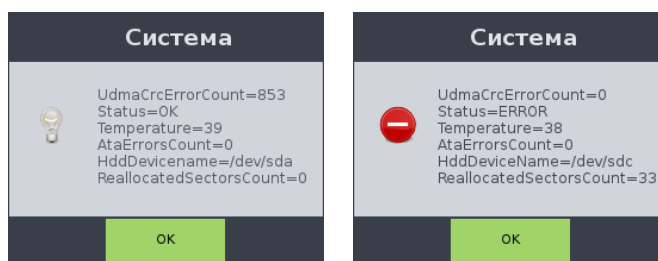 Система
UdmaCrcErrorCount=853
Status=OK
Temperature=39
AtaErrorsCount=0
HddDevicename=/dev/sda
ReallocatedSectorsCount=0
OK
Система
UdmaCrcErrorCount=0
Status=ERROR
Temperature=38
AtaErrorsCount=0
HddDeviceName=/dev/sdc
ReallocatedSectorsCount=33
OK